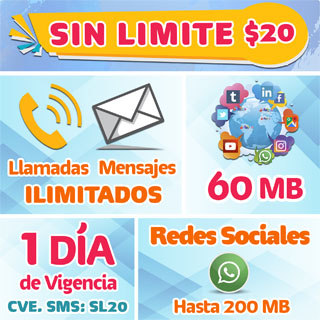 SIN LIMITE $20
Llamadas Mensajes
ILIMITADOS
60 MB
1 DÍA
de Vigencia
CVE. SMS: SL20
Redes Sociales
Hasta 200 MB